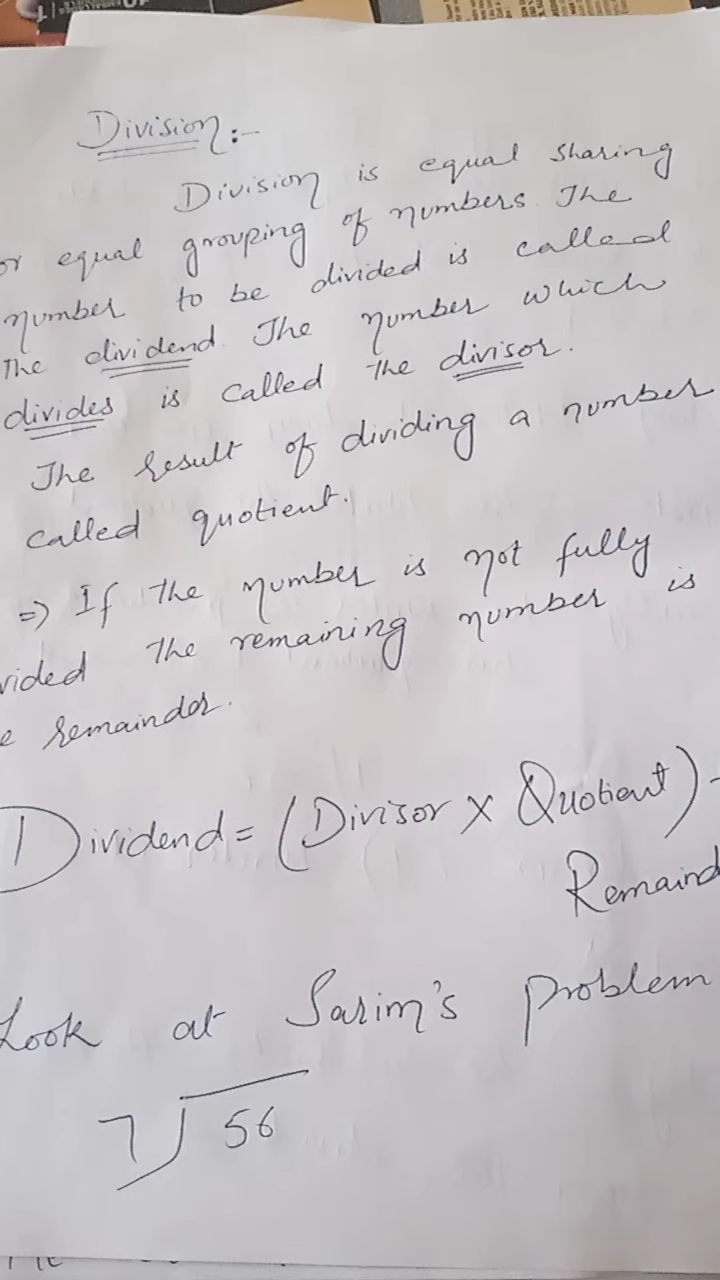 Division:-
Division is equal sharing
or equal grouping of numbers. The
number to be divided is called
The dividend. The number which
divides is called the divisor.
The result of dividing a number
called quotient.
=> If the number is not fully
vided the remaining number is
e remainder.
Dividend = (Divisor x Quotient) -
Remaind
Look at Sarim's problem
7 56